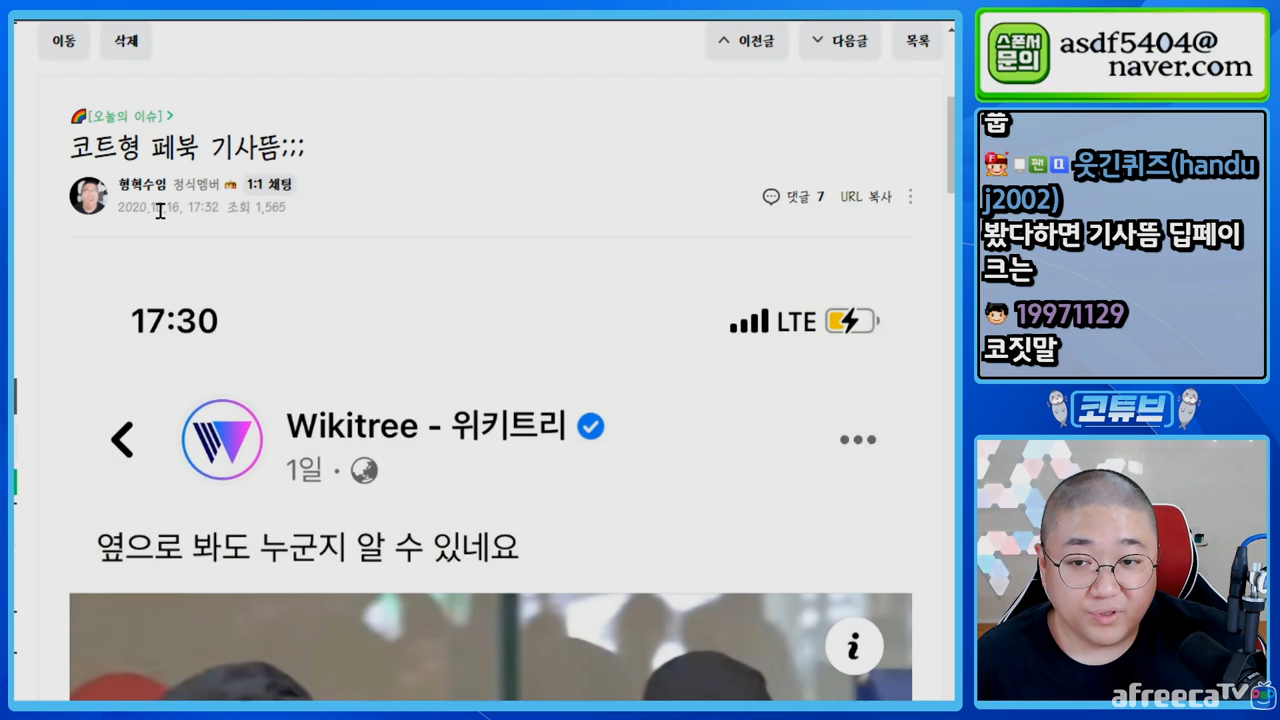 이동
삭제
이전글
다음글
목록
[오늘의 이슈]
코트형 페북 기사뜸;;;
형혁수임 정식멤버 1:1 채팅
17:32 조회 1,565
댓글 7 URL 복사
17:30
LTE
Wikitree - 위키트리
1일
옆으로 봐도 누군지 알 수 있네요
스폰서
문의
asdf5404@
naver.com
F 팬 웃긴퀴즈(handu
j2002)
봤다하면 기사뜸 딥페이
크는
19971129
코짓말
코튜브
afreecaTV